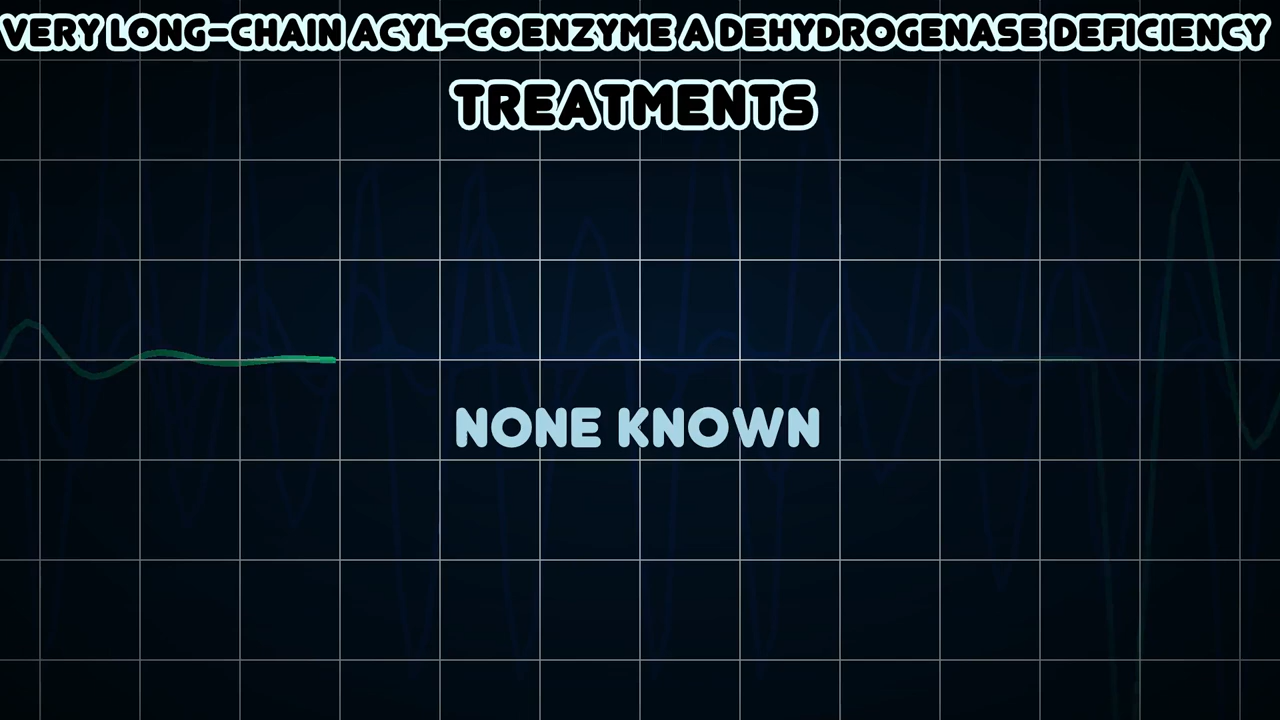 VERY LONG-CHAIN ACYL-COENZYME A DEHYDROGENASE DEFICIENCY
TREATMENTS
NONE KNOWN